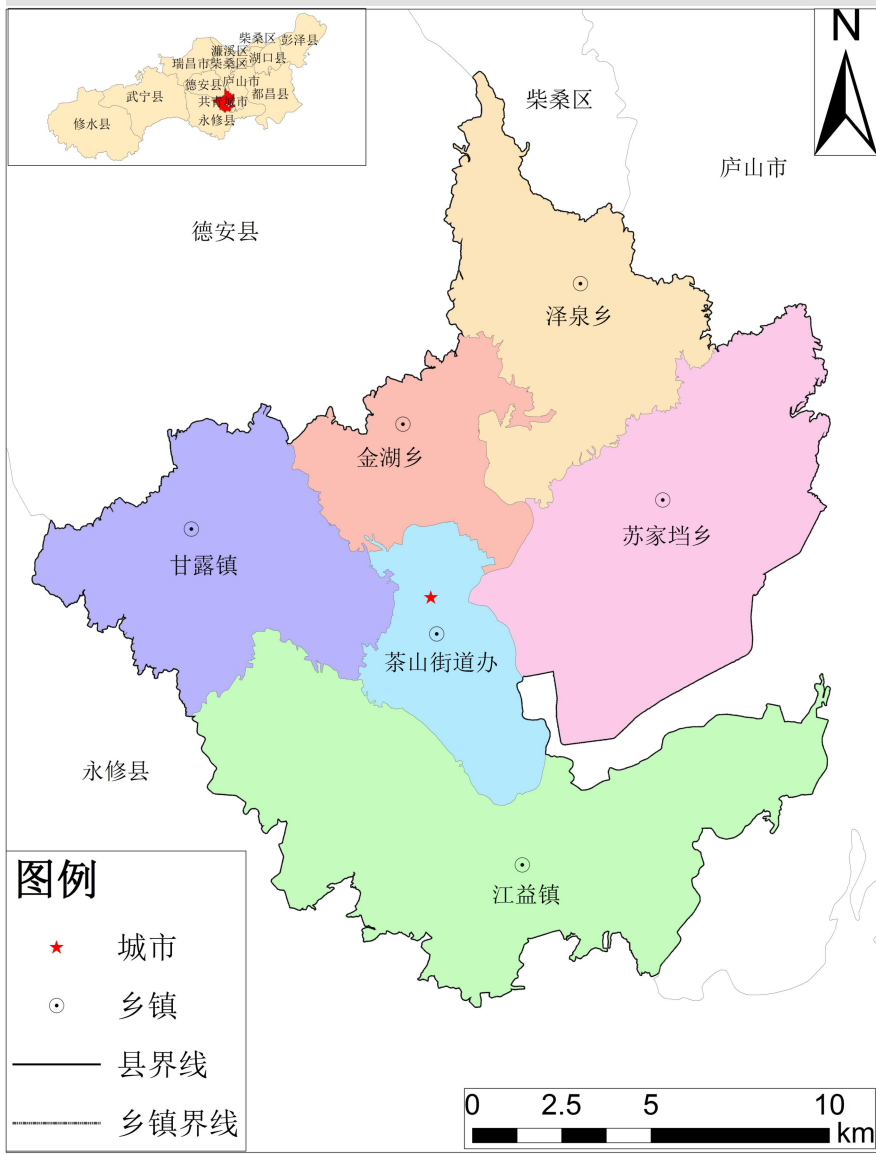 柴桑区
彭泽县
濂溪区
瑞昌市
柴桑区
湖口县
德安县
庐山市
都昌县
武宁县
共青城市
修水县
永修县
N
柴桑区
庐山市
德安县
泽泉乡
金湖乡
苏家垱乡
甘露镇
茶山街道办
永修县
江益镇
图例
城市
乡镇
县界线
乡镇界线
0 2.5 5 10
km